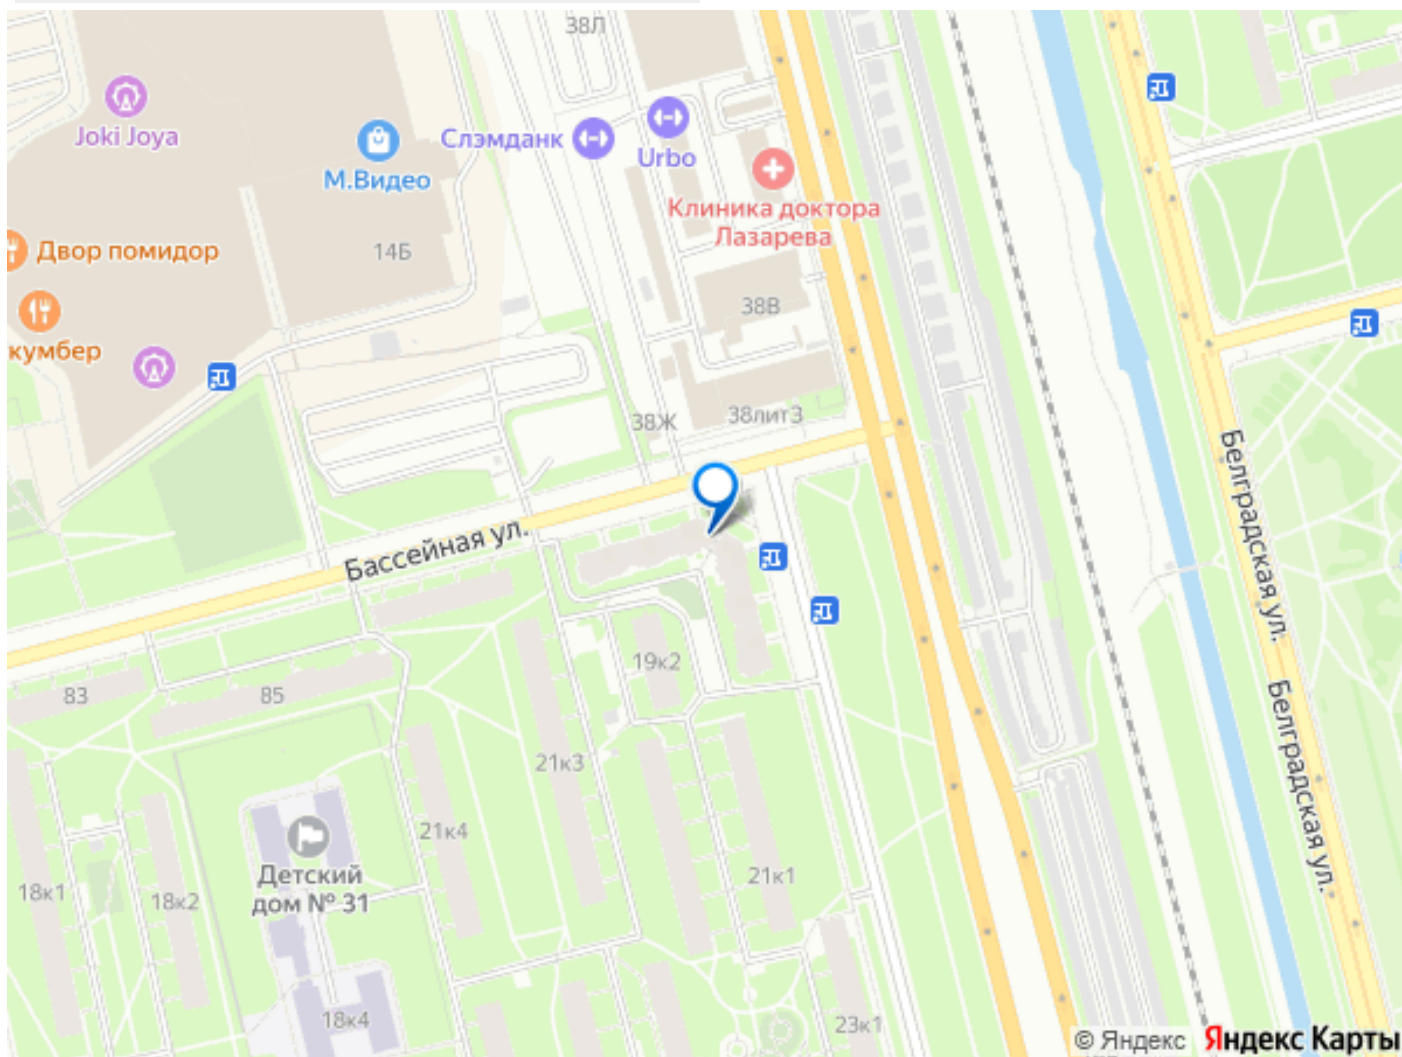 38Л
Joki Joya
М.Видео
Слэмданк
Urbo
Клиника доктора
Лазарева
Двор помидор
14Б
38В
кумбер
38Ж
38лит3
Бассейная ул.
Белградская ул.
19к2
83
85
21к3
Белградская ул.
21к4
Детский
дом № 31
18к1
18к2
21к1
18к4
23к1
© Яндекс Яндекс Карты